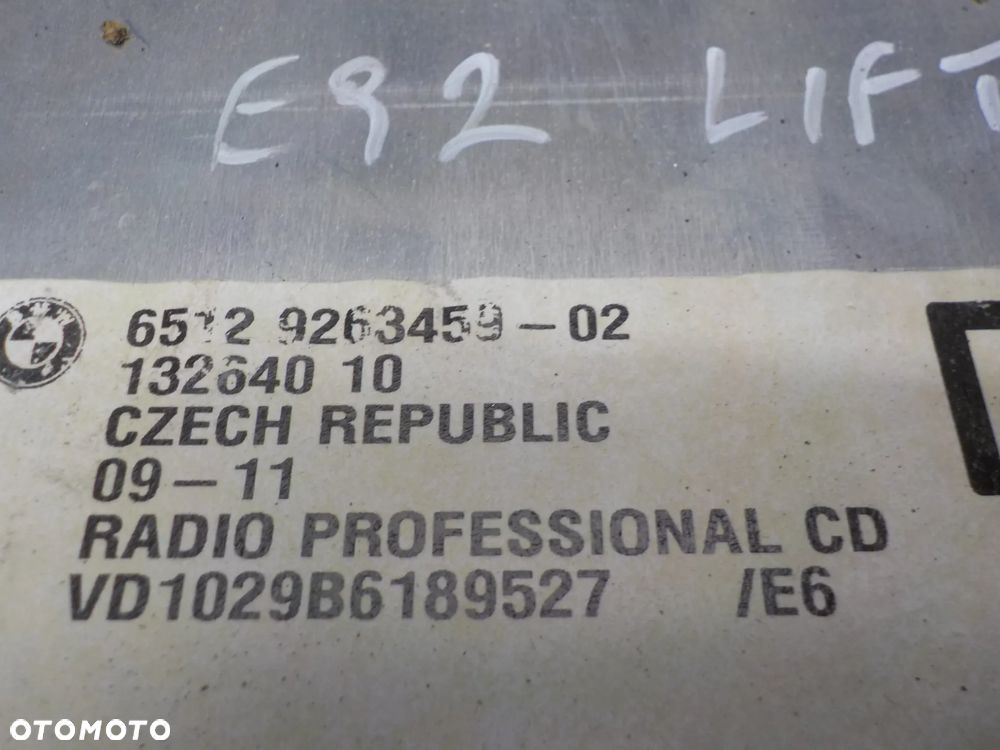 E92 LIFT
6512 9263459-02
132640 10
CZECH REPUBLIC
09-11
RADIO PROFESSIONAL CD
VD1029B6189527 /E6
OTOMOTO